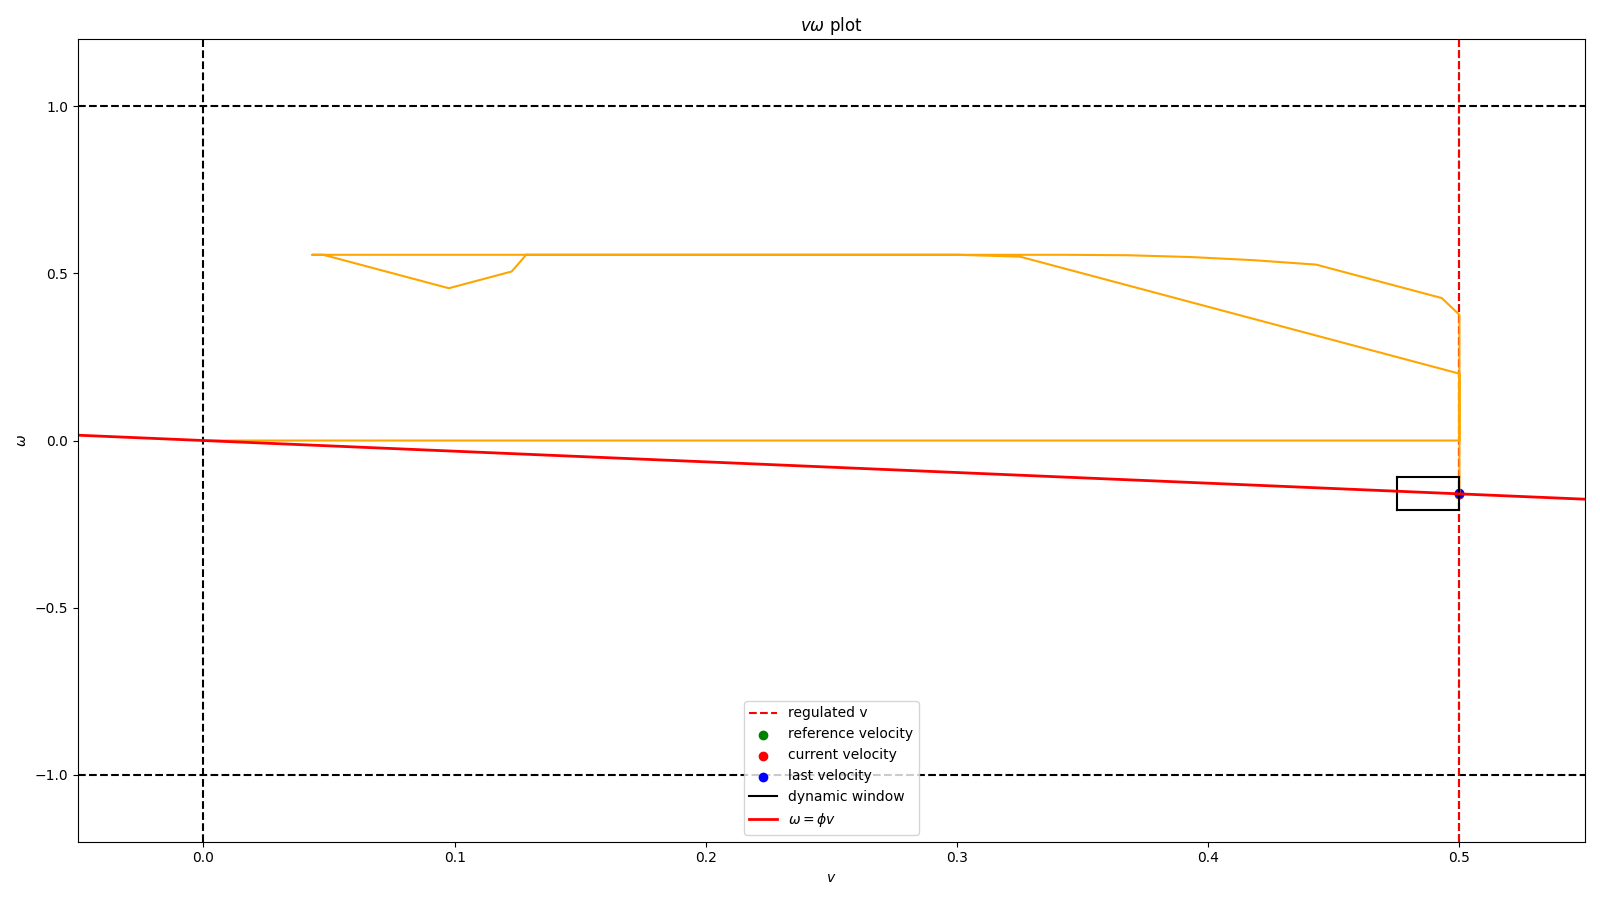 vω plot
1.0
0.5
0.0
−0.5
−1.0
ω
0.0 0.1 0.2 0.3 0.4 0.5
v
regulated v
reference velocity
current velocity
last velocity
dynamic window
ω = ϕv